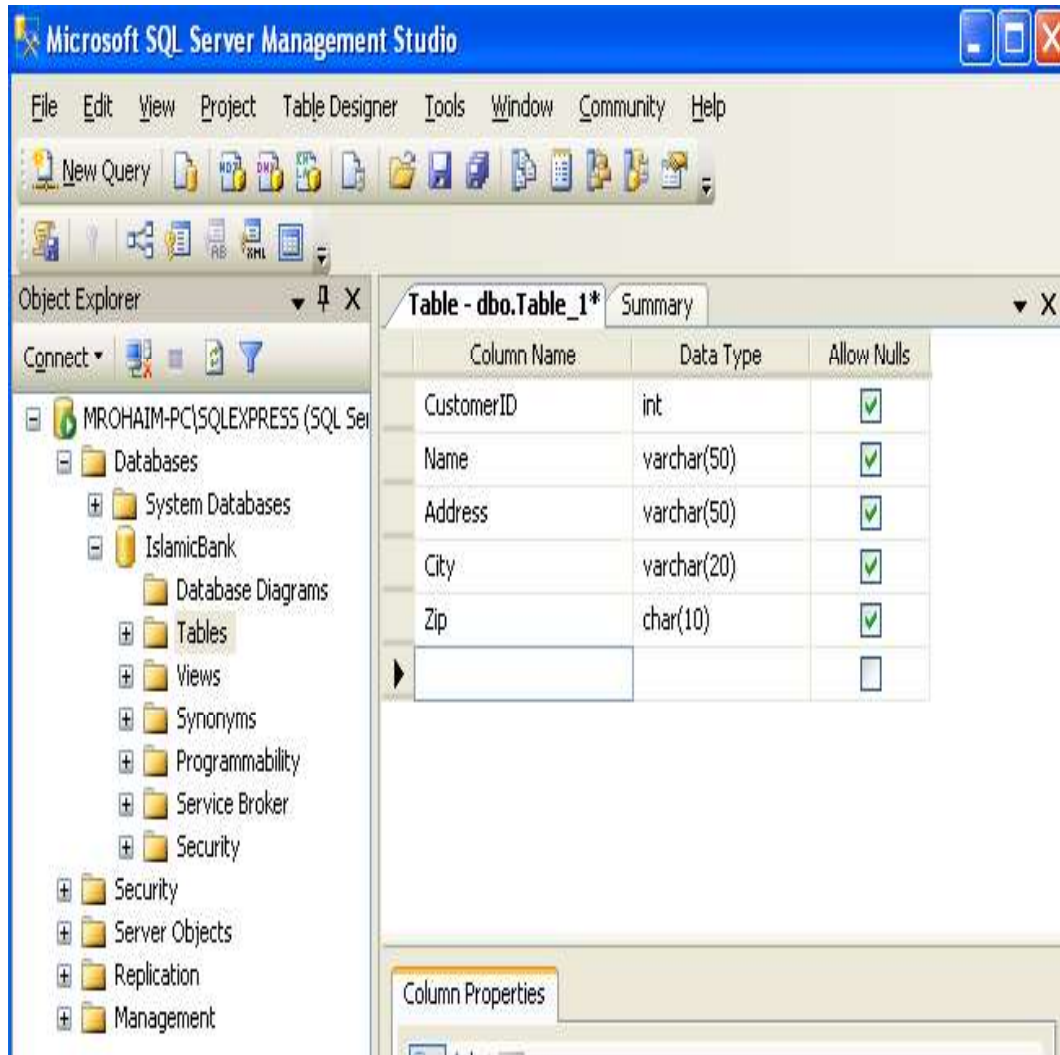 Microsoft SQL Server Management Studio
File Edit View Project Table Designer Tools Window Community Help
New Query
Object Explorer
Connect
MROHAIM-PC\SQLEXPRESS (SQL Ser
Databases
System Databases
IslamicBank
Database Diagrams
Tables
Views
Synonyms
Programmability
Service Broker
Security
Security
Server Objects
Replication
Management
Table - dbo.Table_1* Summary
Column Name Data Type Allow Nulls
CustomerID int
Name varchar(50)
Address varchar(50)
City varchar(20)
Zip char(10)
Column Properties